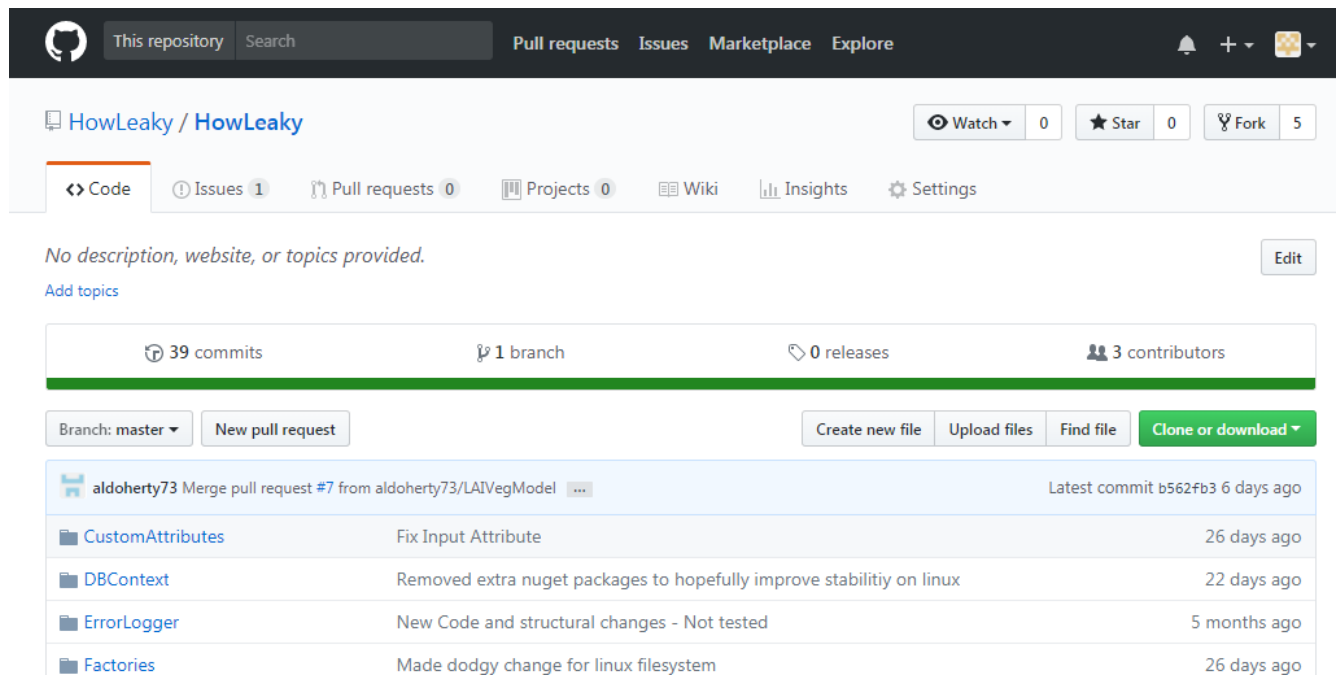 This repository Search Pull requests Issues Marketplace Explore
HowLeaky / HowLeaky Watch 0 Star 0 Fork 5
Code Issues 1 Pull requests 0 Projects 0 Wiki Insights Settings
No description, website, or topics provided. Edit
Add topics
39 commits 1 branch 0 releases 3 contributors
Branch: master New pull request Create new file Upload files Find file Clone or download
aldoherty73 Merge pull request #7 from aldoherty73/LAIVegModel ... Latest commit b562fb3 6 days ago
CustomAttributes Fix Input Attribute 26 days ago
DBContext Removed extra nuget packages to hopefully improve stabilitiy on linux 22 days ago
ErrorLogger New Code and structural changes - Not tested 5 months ago
Factories Made dodgy change for linux filesystem 26 days ago